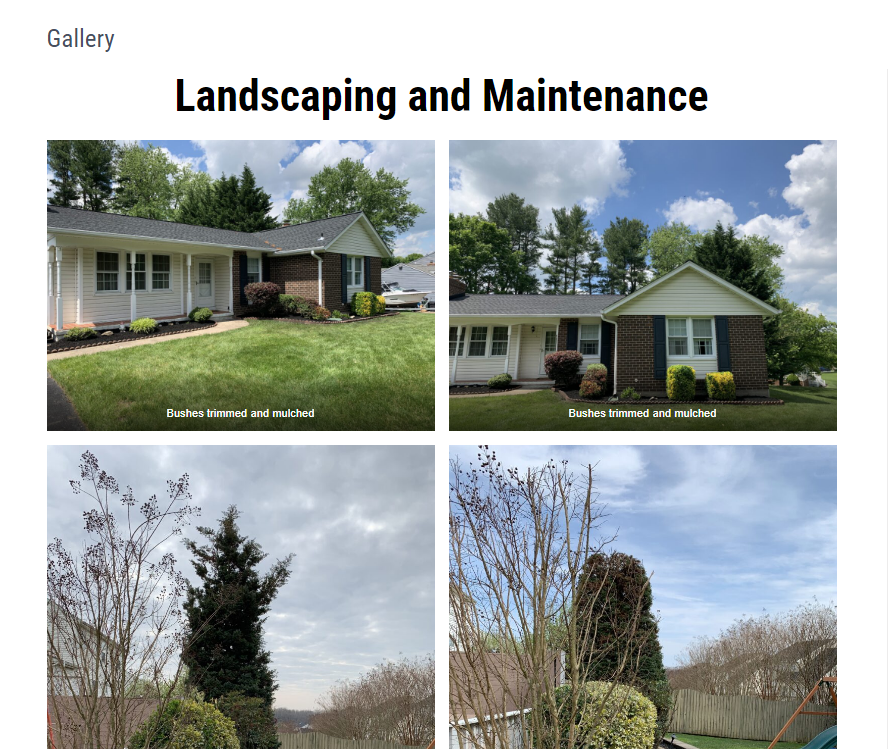 Gallery
Landscaping and Maintenance
Bushes trimmed and mulched
Bushes trimmed and mulched